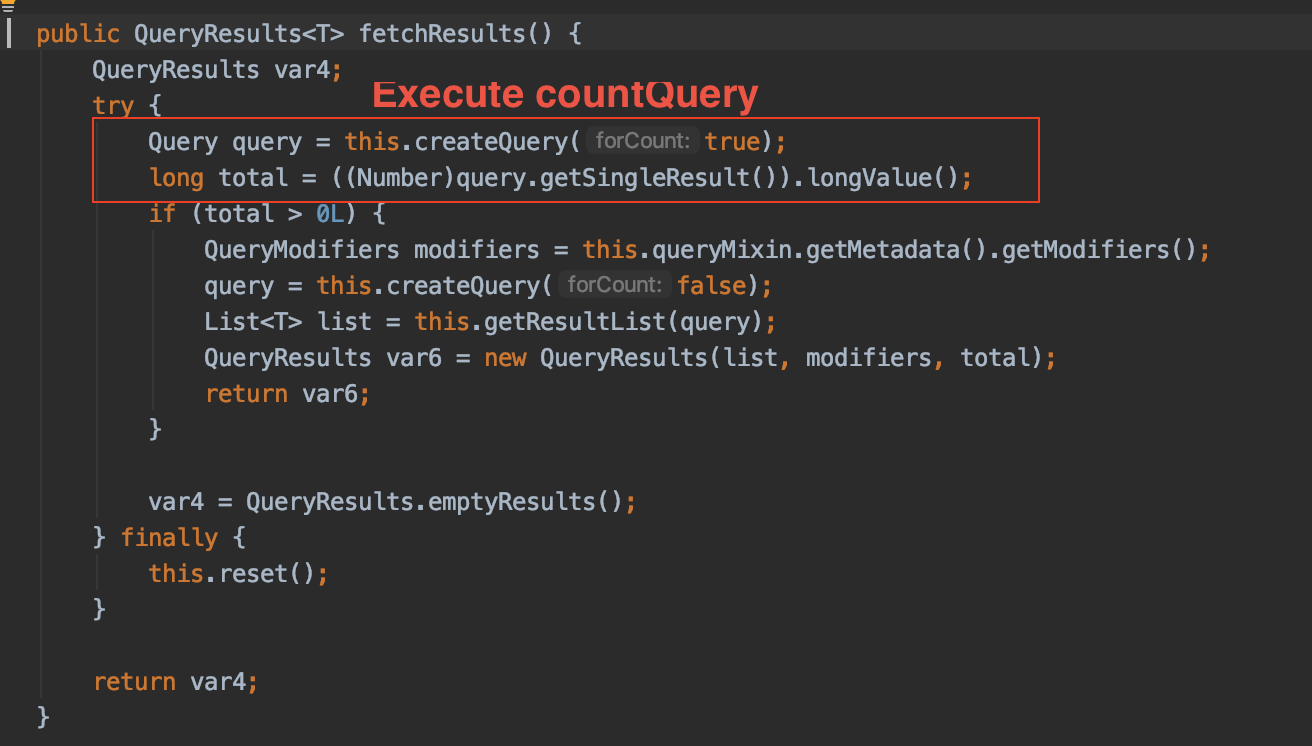 public QueryResults<T> fetchResults() {
QueryResults var4;
try {
Execute countQuery
Query query = this.createQuery( forCount: true);
long total = ((Number)query.getSingleResult()).longValue();
if (total > 0L) {
QueryModifiers modifiers = this.queryMixin.getMetadata().getModifiers();
query = this.createQuery( forCount: false);
List<T> list = this.getResultList(query);
QueryResults var6 = new QueryResults(list, modifiers, total);
return var6;
}
var4 = QueryResults.emptyResults();
} finally {
this.reset();
}
return var4;
}